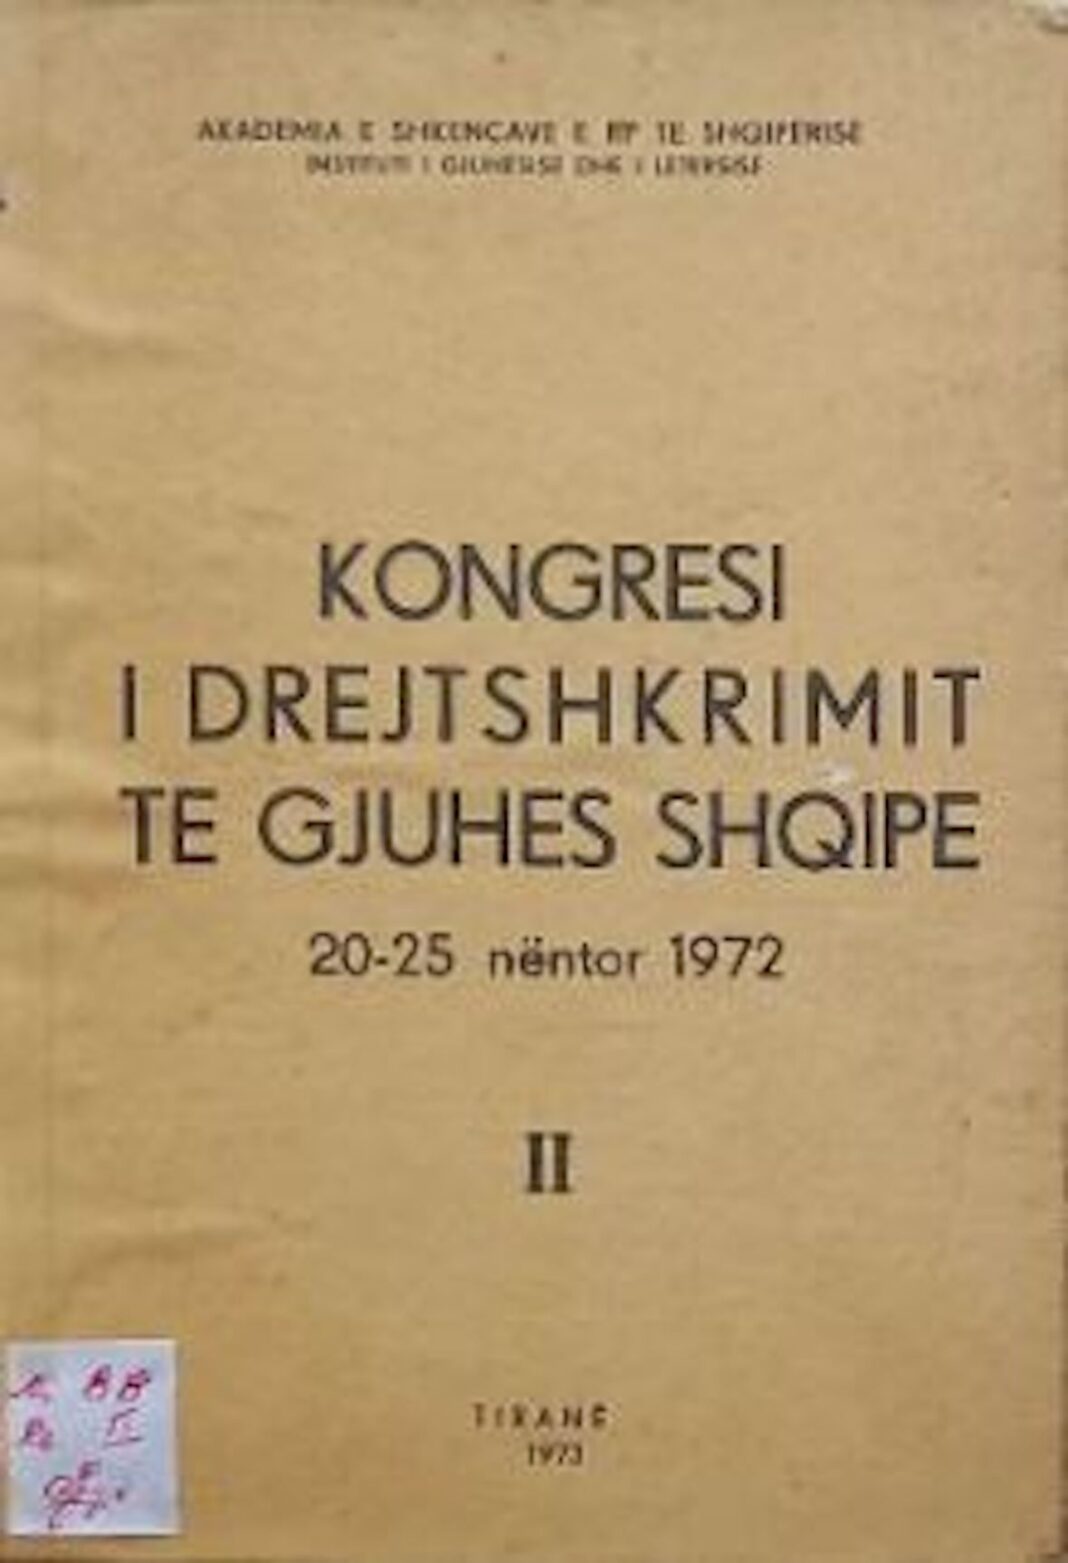 AKADEMIA E SHKENCAVE E RP TE SHQIPERISE
INSTITUTI I GJUHESISE DHE I LETERSISE
KONGRESI
I DREJTSHKRIMIT
TE GJUHES SHQIPE
20-25 nëntor 1972
II
TIRANË
1973